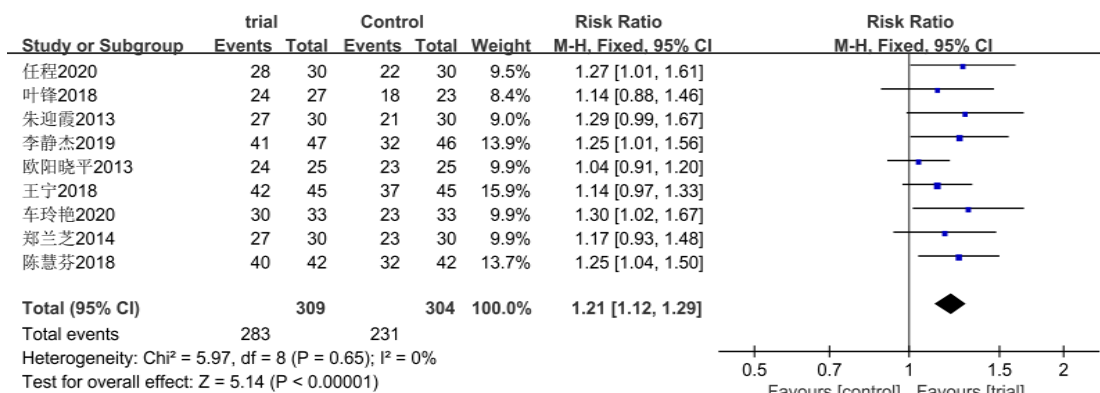 trial Control Risk Ratio Risk Ratio
Study or Subgroup Events Total Events Total Weight M-H, Fixed, 95% CI M-H, Fixed, 95% CI
任程2020 28 30 22 30 9.5% 1.27 [1.01, 1.61]
叶锋2018 24 27 18 23 8.4% 1.14 [0.88, 1.46]
朱迎霞2013 27 30 21 30 9.0% 1.29 [0.99, 1.67]
李静杰2019 41 47 32 46 13.9% 1.25 [1.01, 1.56]
欧阳晓平2013 24 25 23 25 9.9% 1.04 [0.91, 1.20]
王宁2018 42 45 37 45 15.9% 1.14 [0.97, 1.33]
车玲艳2020 30 33 23 33 9.9% 1.30 [1.02, 1.67]
郑兰芝2014 27 30 23 30 9.9% 1.17 [0.93, 1.48]
陈慧芬2018 40 42 32 42 13.7% 1.25 [1.04, 1.50]
Total (95% CI) 309 304 100.0% 1.21 [1.12, 1.29]
Total events 283 231
Heterogeneity: Chi² = 5.97, df = 8 (P = 0.65); I² = 0%
Test for overall effect: Z = 5.14 (P < 0.00001)
0.5 0.7 1 1.5 2
Favours [control] Favours [trial]